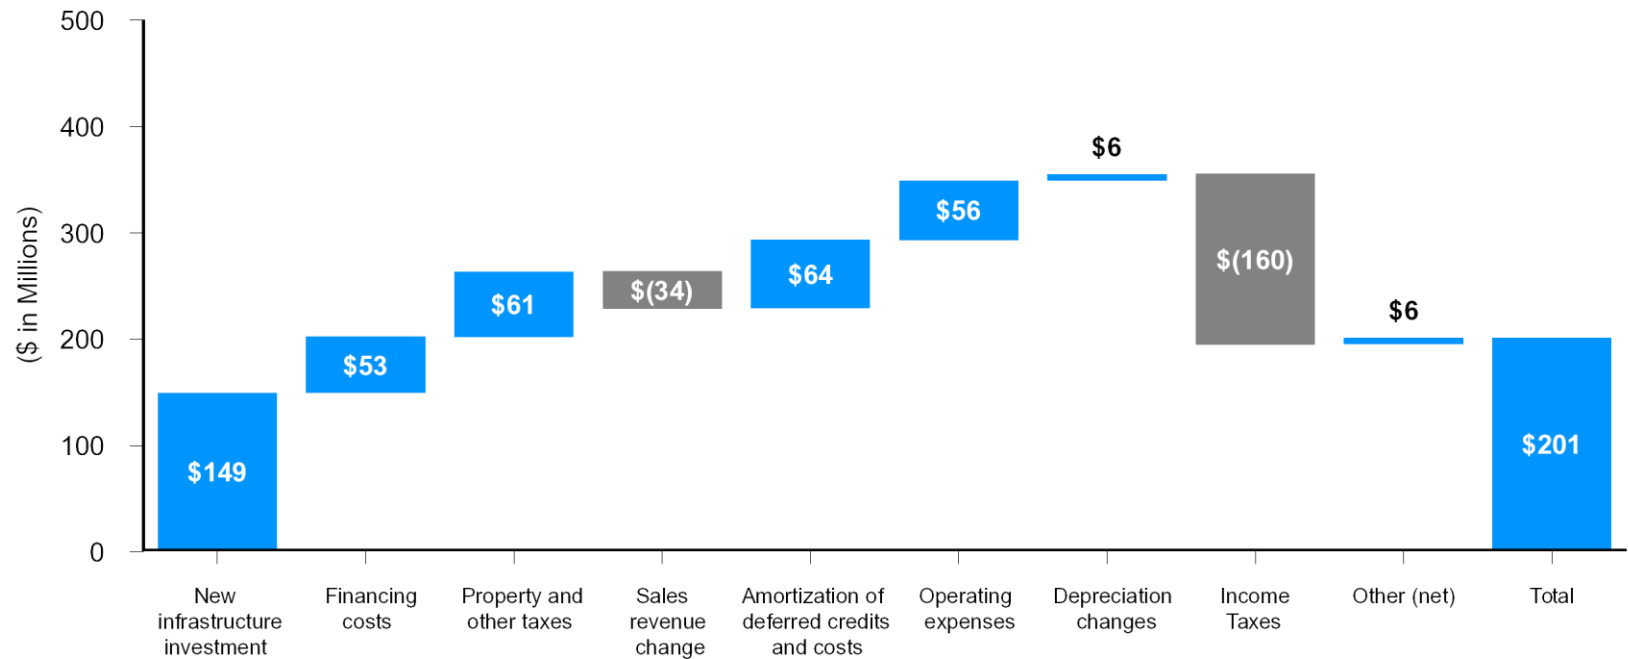 500
400
300
200
100
0
($ in Millions)
$149
$53
$61
$(34)
$64
$56
$6
$(160)
$6
$201
New
infrastructure
investment
Financing
costs
Property and
other taxes
Sales
revenue
change
Amortization of
deferred credits
and costs
Operating
expenses
Depreciation
changes
Income
Taxes
Other (net)
Total